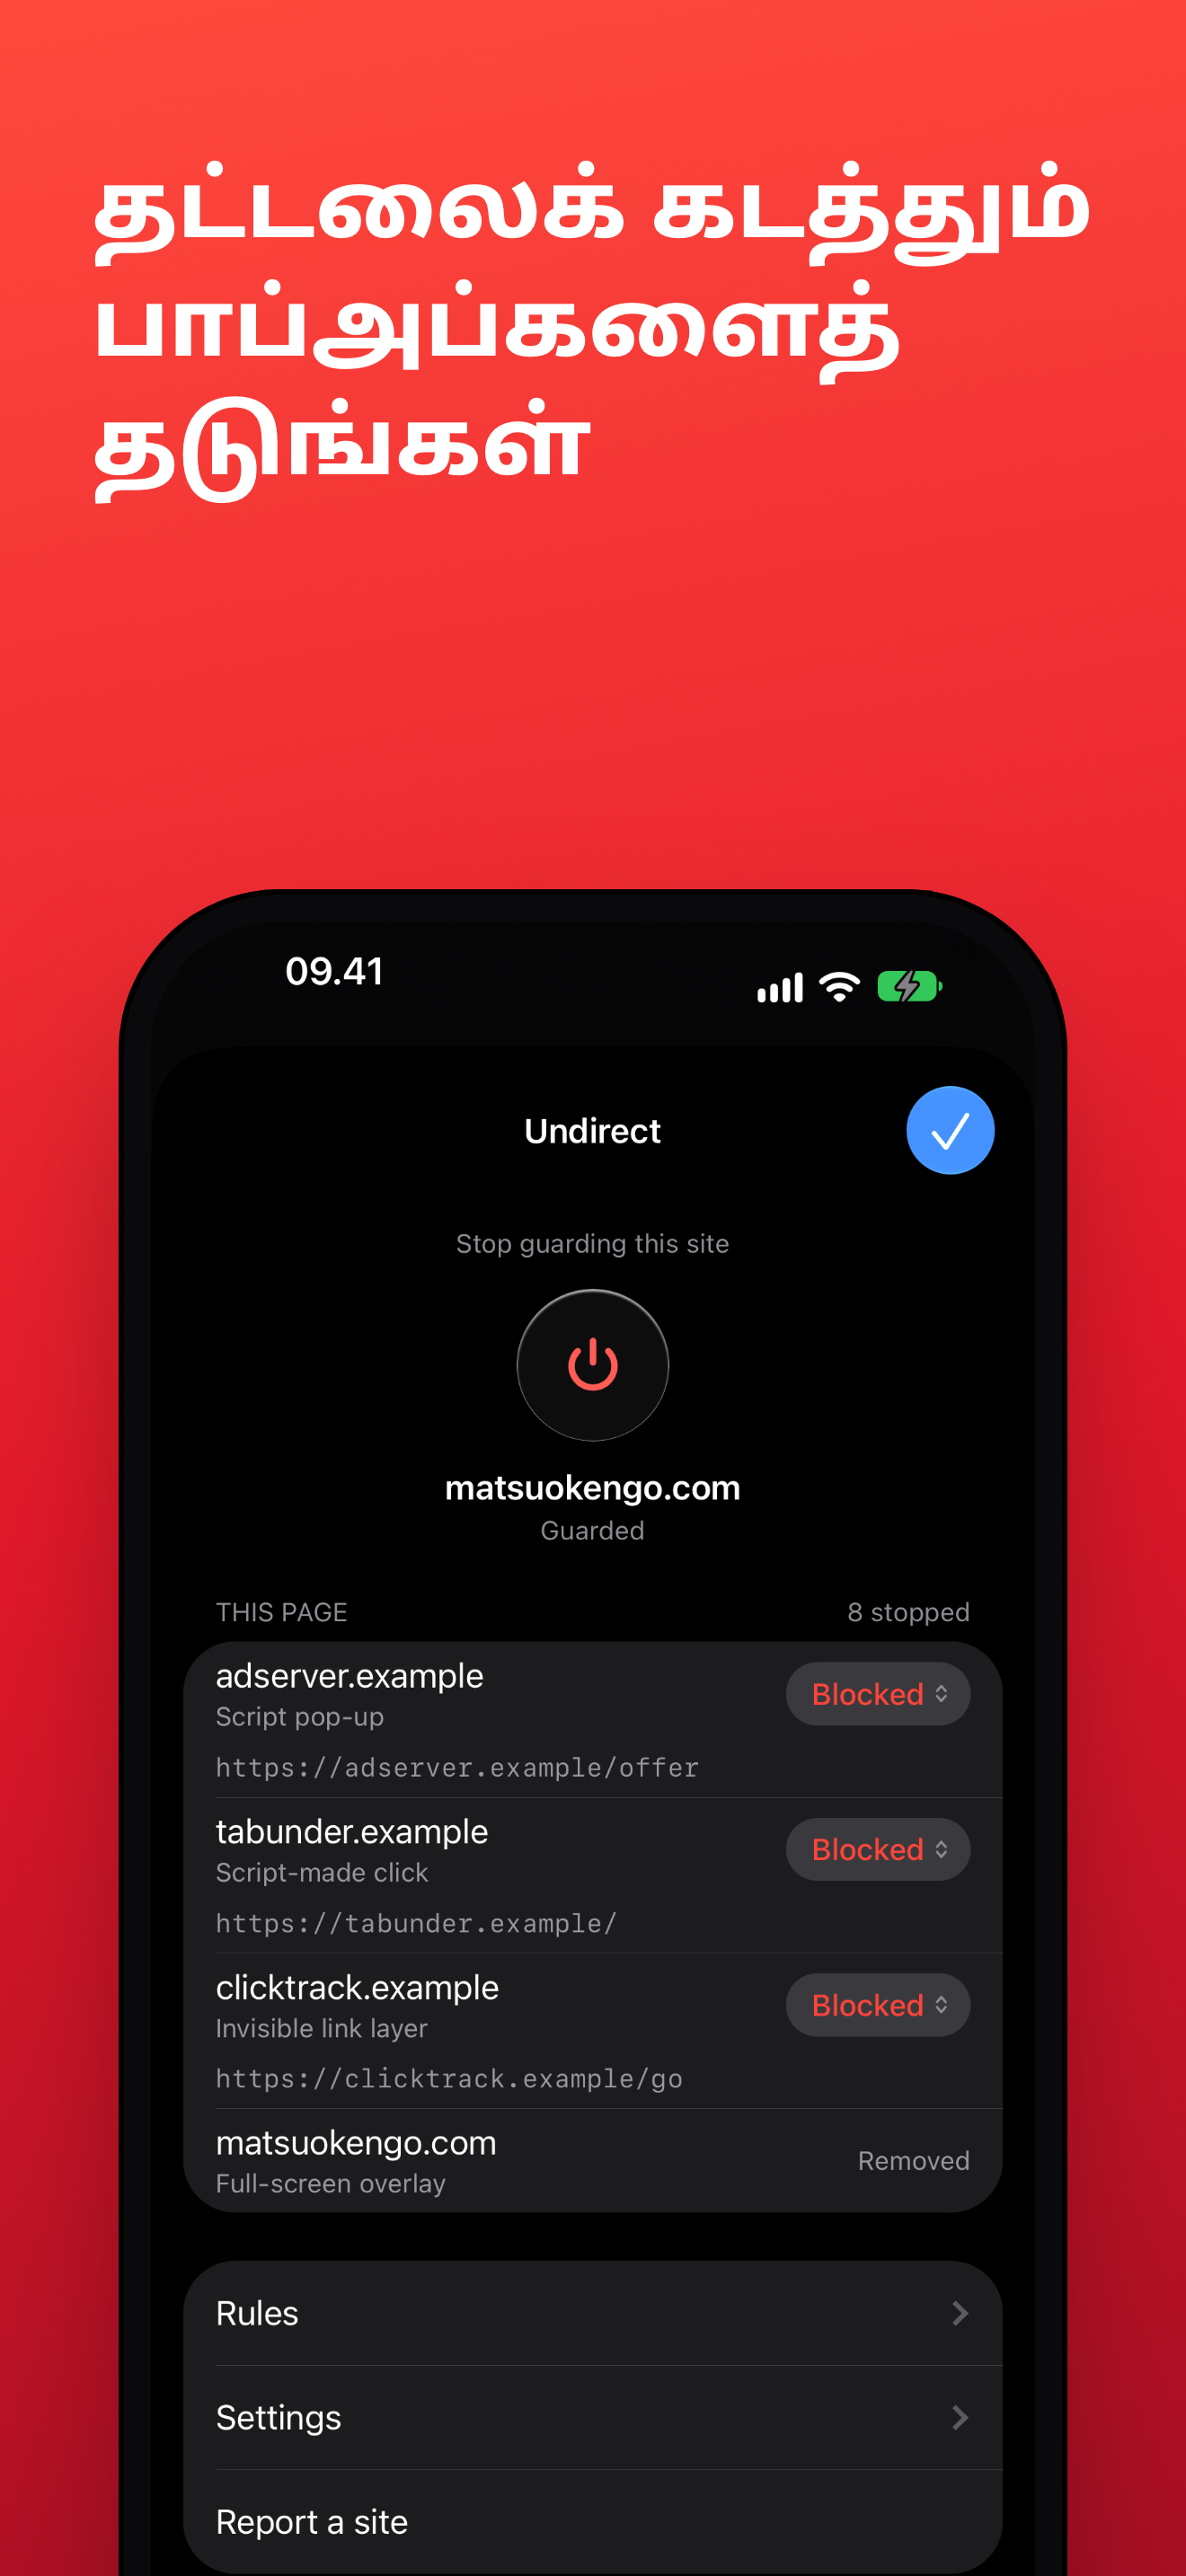 தட்டலைக் கடத்தும்
பாப்அப்களைத்
தடுங்கள்
09.41
Undirect
Stop guarding this site
matsuokengo.com
Guarded
THIS PAGE 8 stopped
adserver.example Blocked
Script pop-up
https://adserver.example/offer
tabunder.example Blocked
Script-made click
https://tabunder.example/
clicktrack.example Blocked
Invisible link layer
https://clicktrack.example/go
matsuokengo.com Removed
Full-screen overlay
Rules
Settings
Report a site